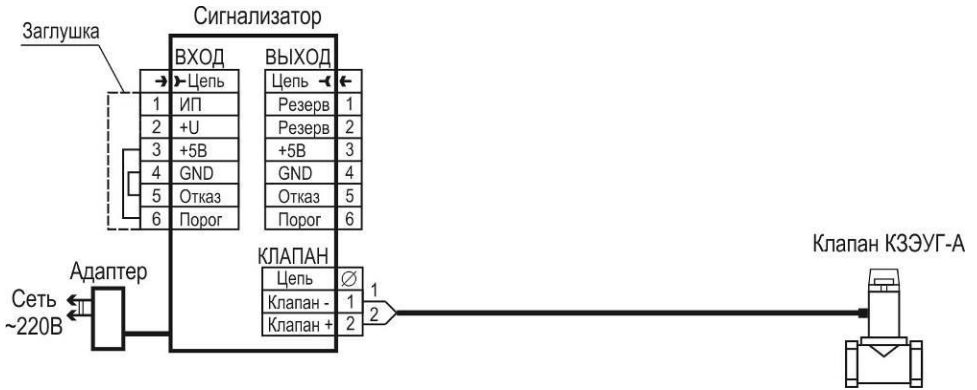 Сигнализатор
Заглушка
ВХОД
Цепь
1 ИП
2 +U
3 +5В
4 GND
5 Отказ
6 Порог
ВЫХОД
Цепь
Резерв 1
Резерв 2
+5В 3
GND 4
Отказ 5
Порог 6
КЛАПАН
Цепь ∅
Клапан - 1
Клапан + 2
1
2
Адаптер
Сеть
~220В
Клапан КЗЭУГ-А